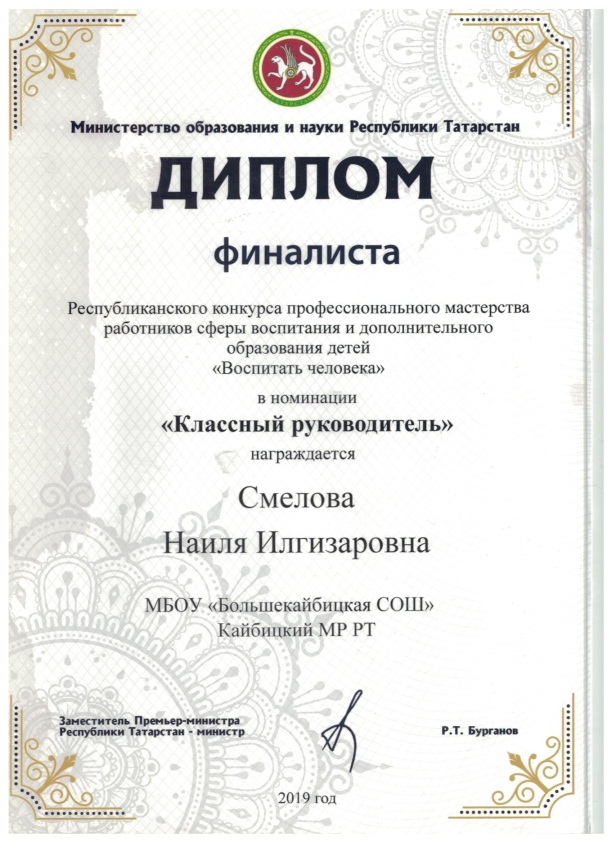 Министерство образования и науки Республики Татарстан
ДИПЛОМ
финалиста
Республиканского конкурса профессионального мастерства
работников сферы воспитания и дополнительного
образования детей
«Воспитать человека»
в номинации
«Классный руководитель»
награждается
Смелова
Наиля Илгизаровна
МБОУ «Большекайбицкая СОШ»
Кайбицкий МР РТ
Заместитель Премьер-министра
Республики Татарстан - министр
Р.Т. Бурганов
2019 год